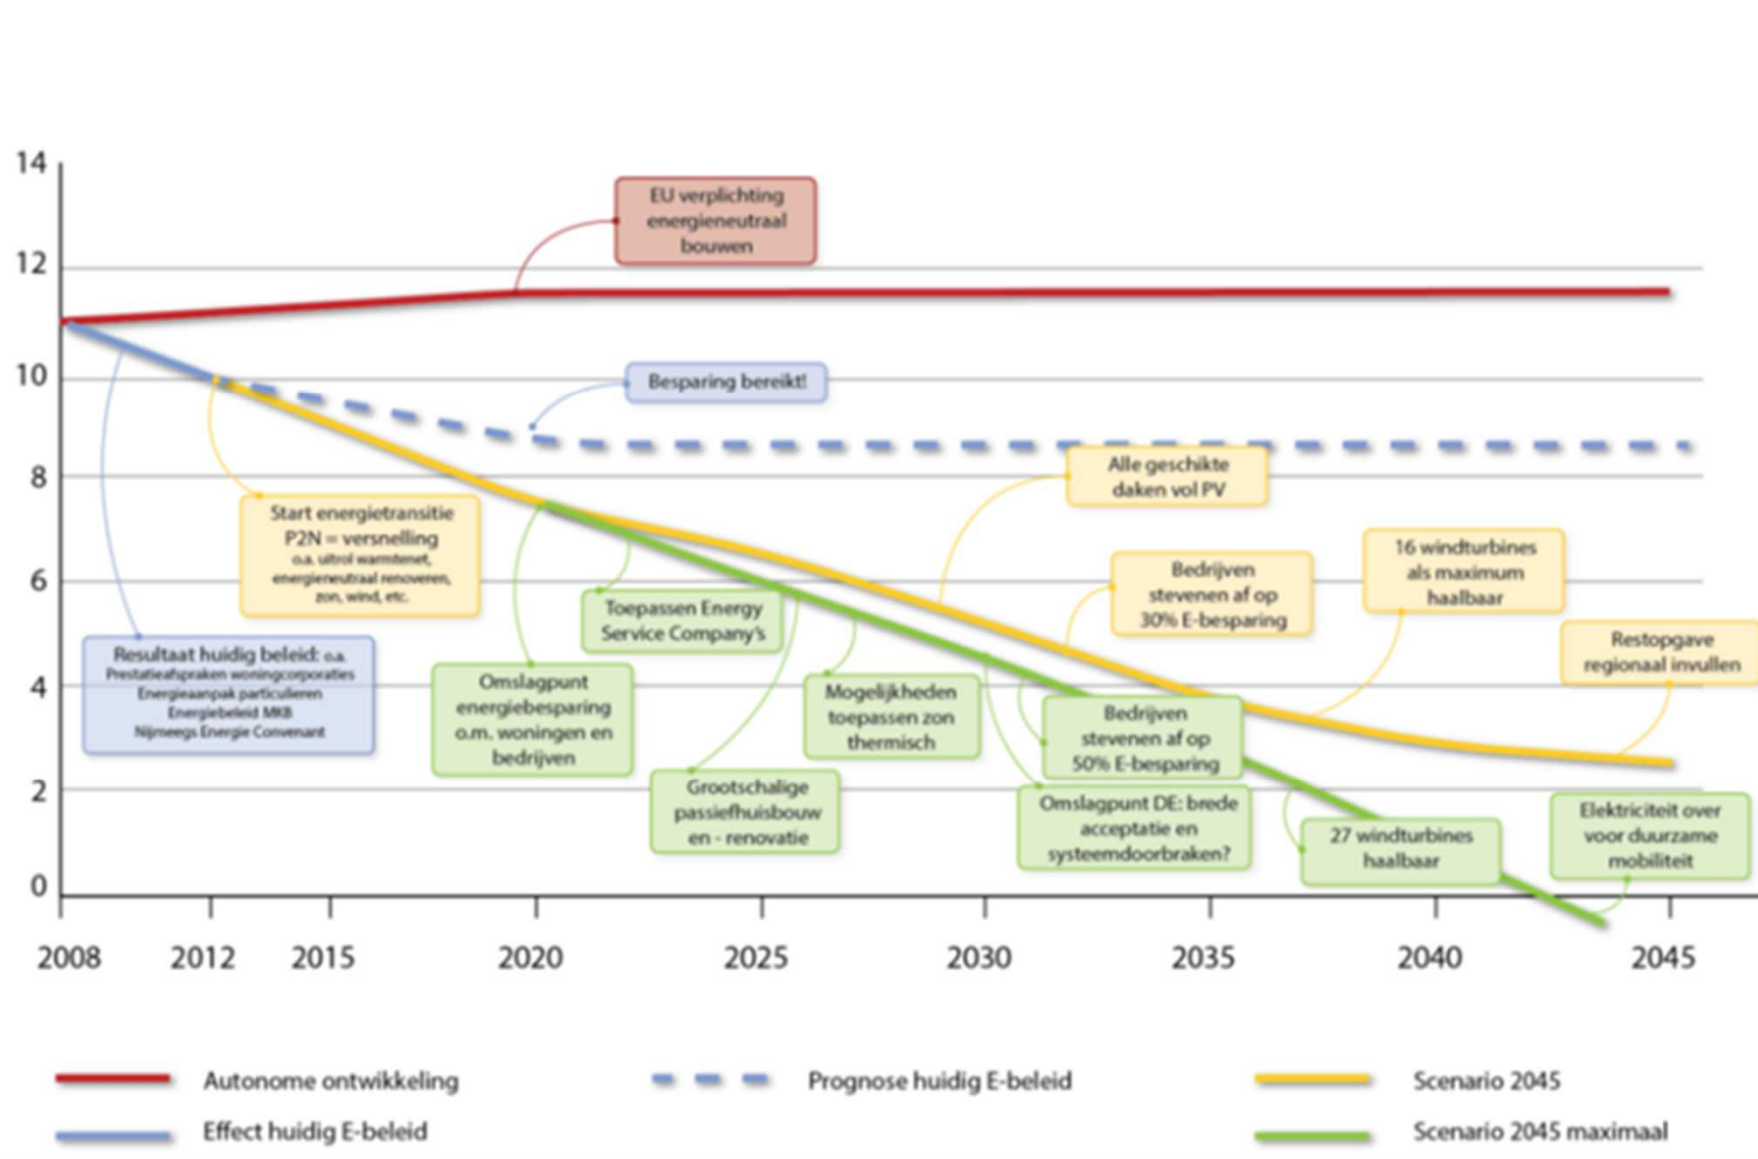 14
12
10
8
6
4
2
0
EU verplichting
energieneutraal
bouwen
Besparing bereikt!
Alle geschikte
daken vol PV
Start energietransitie
P2N = versnelling
o.a. uitrol warmtenet,
energieneutraal renoveren,
zon, wind, etc.
Bedrijven
stevenen af op
30% E-besparing
16 windturbines
als maximum
haalbaar
Restopgave
regionaal invullen
Resultaat huidig beleid: o.a.
Prestatieafspraken woningcorporaties
Energieaanpak particulieren
Energiebeleid MKB
Nijmeegs Energie Convenant
Toepassen Energy
Service Company's
Omslagpunt
energiebesparing
o.m. woningen en
bedrijven
Mogelijkheden
toepassen zon
thermisch
Bedrijven
stevenen af op
50% E-besparing
Grootschalige
passiefhuisbouw
en - renovatie
Omslagpunt DE: brede
acceptatie en
systeemdoorbraken?
27 windturbines
haalbaar
Elektriciteit over
voor duurzame
mobiliteit
2008 2012 2015 2020 2025 2030 2035 2040 2045
Autonome ontwikkeling
Prognose huidig E-beleid
Scenario 2045
Effect huidig E-beleid
Scenario 2045 maximaal